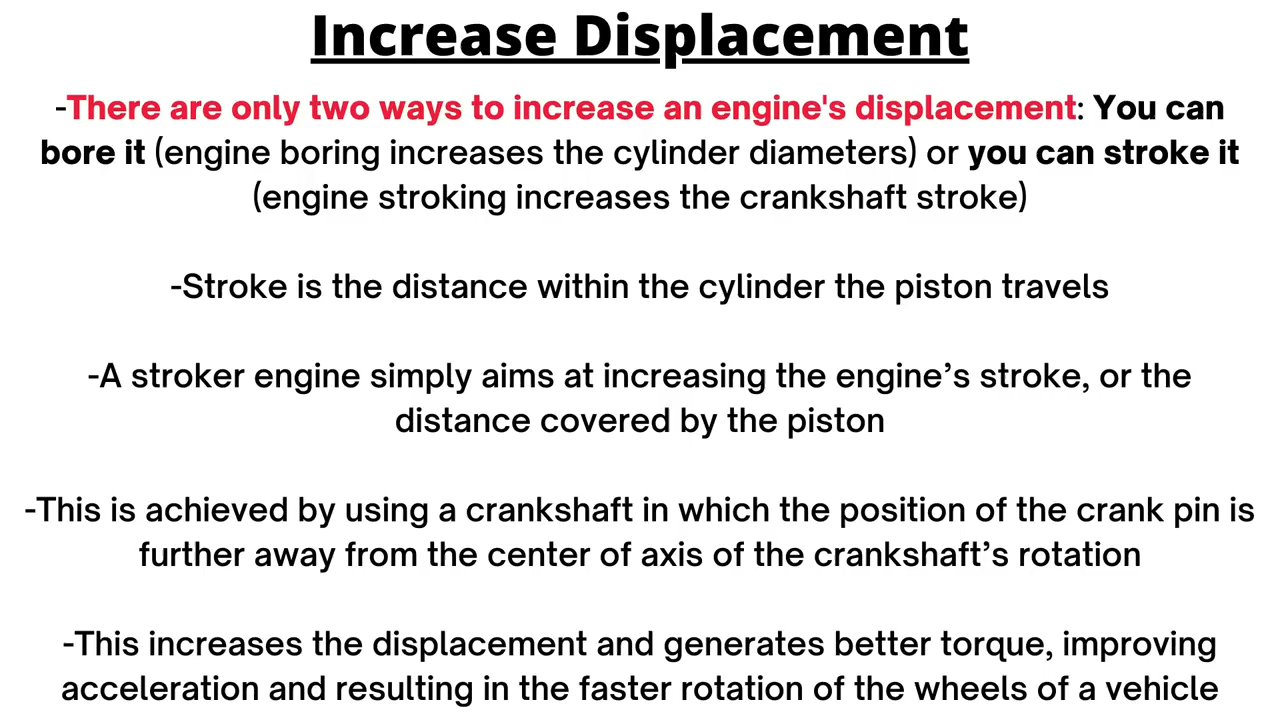 Increase Displacement
-There are only two ways to increase an engine's displacement: You can
bore it (engine boring increases the cylinder diameters) or you can stroke it
(engine stroking increases the crankshaft stroke)
-Stroke is the distance within the cylinder the piston travels
-A stroker engine simply aims at increasing the engine’s stroke, or the
distance covered by the piston
-This is achieved by using a crankshaft in which the position of the crank pin is
further away from the center of axis of the crankshaft’s rotation
-This increases the displacement and generates better torque, improving
acceleration and resulting in the faster rotation of the wheels of a vehicle